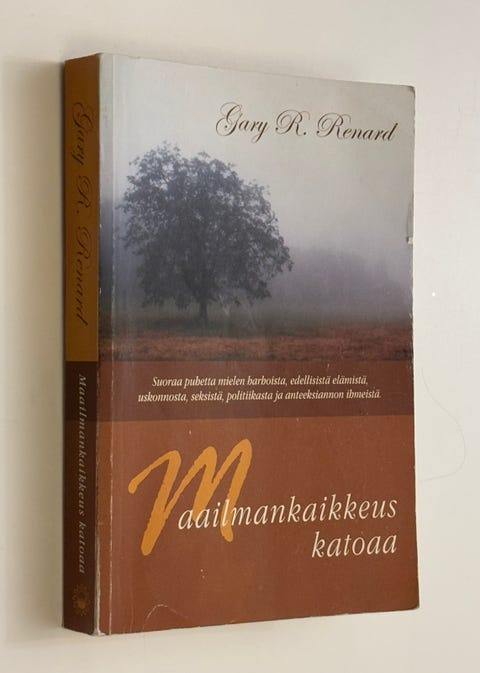 Gary R. Renard
Suoraa puhetta mielen harhoista, edellisistä elämistä,
uskonnosta, seksistä, politiikasta ja anteeksiannon ihmeistä.
Maailmankaikkeus
katoaa
Gary R. Renard
Maailmankaikkeus katoaa